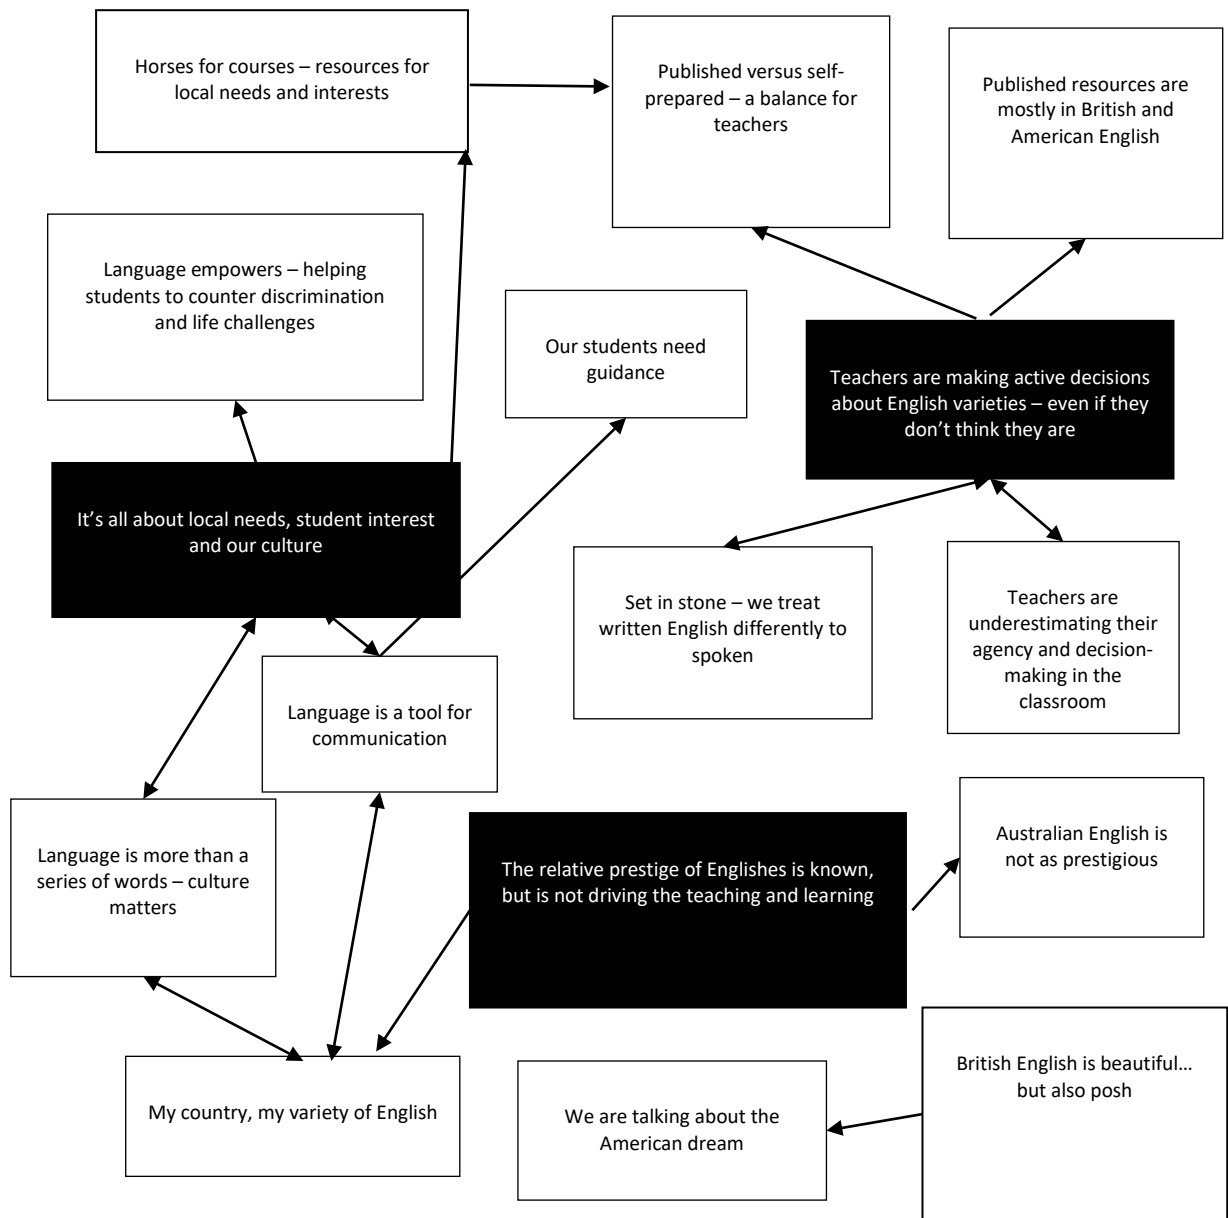 Horses for courses – resources for
local needs and interests
Published versus self-
prepared – a balance for
teachers
Published resources are
mostly in British and
American English
Language empowers – helping
students to counter discrimination
and life challenges
Our students need
guidance
Teachers are making active decisions
about English varieties – even if they
don’t think they are
It’s all about local needs, student interest
and our culture
Set in stone – we treat
written English differently to
spoken
Teachers are
underestimating their
agency and decision-
making in the
classroom
Language is a tool for
communication
Language is more than a
series of words – culture
matters
The relative prestige of Englishes is known,
but is not driving the teaching and learning
Australian English is
not as prestigious
My country, my variety of English
We are talking about the
American dream
British English is beautiful…
but also posh